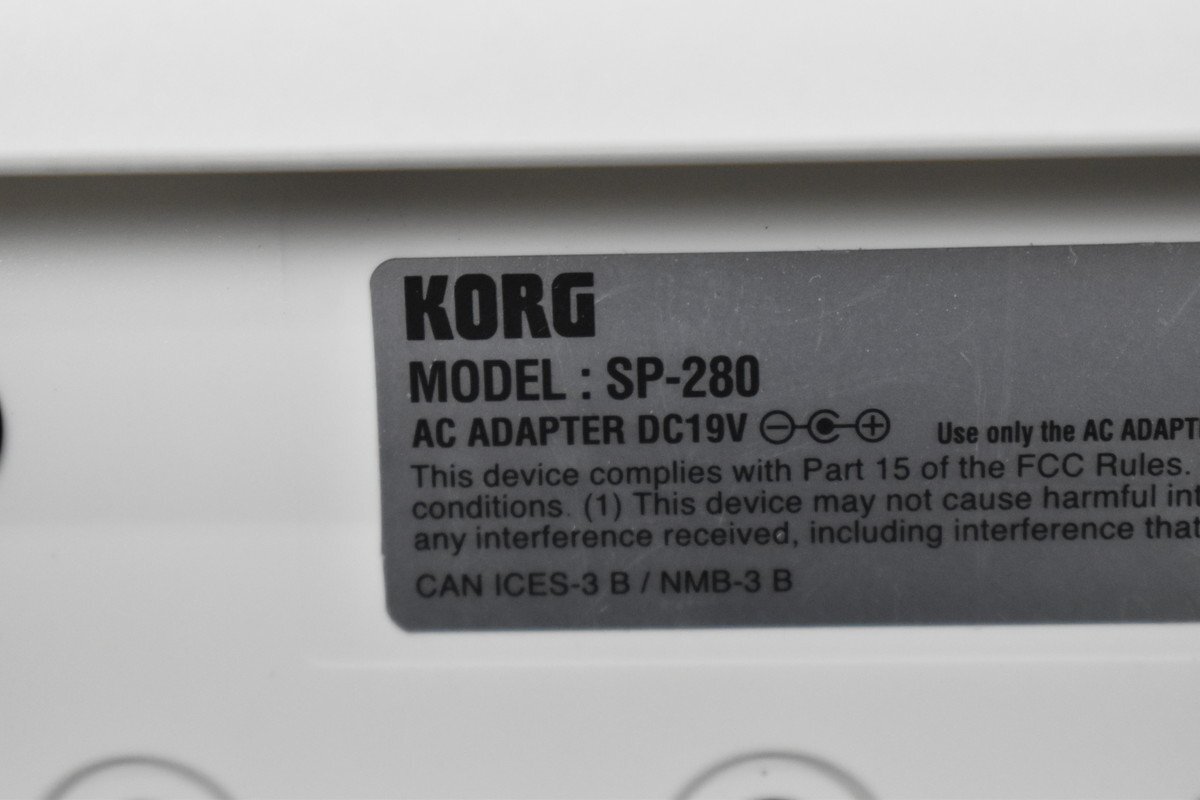 KORG
MODEL : SP-280
AC ADAPTER DC19V Use only the AC
This device complies with Part 15 of the FCC Rules.
conditions. (1) This device may not cause harmful
any interference received, including interference that
CAN ICES-3 B / NMB-3 B